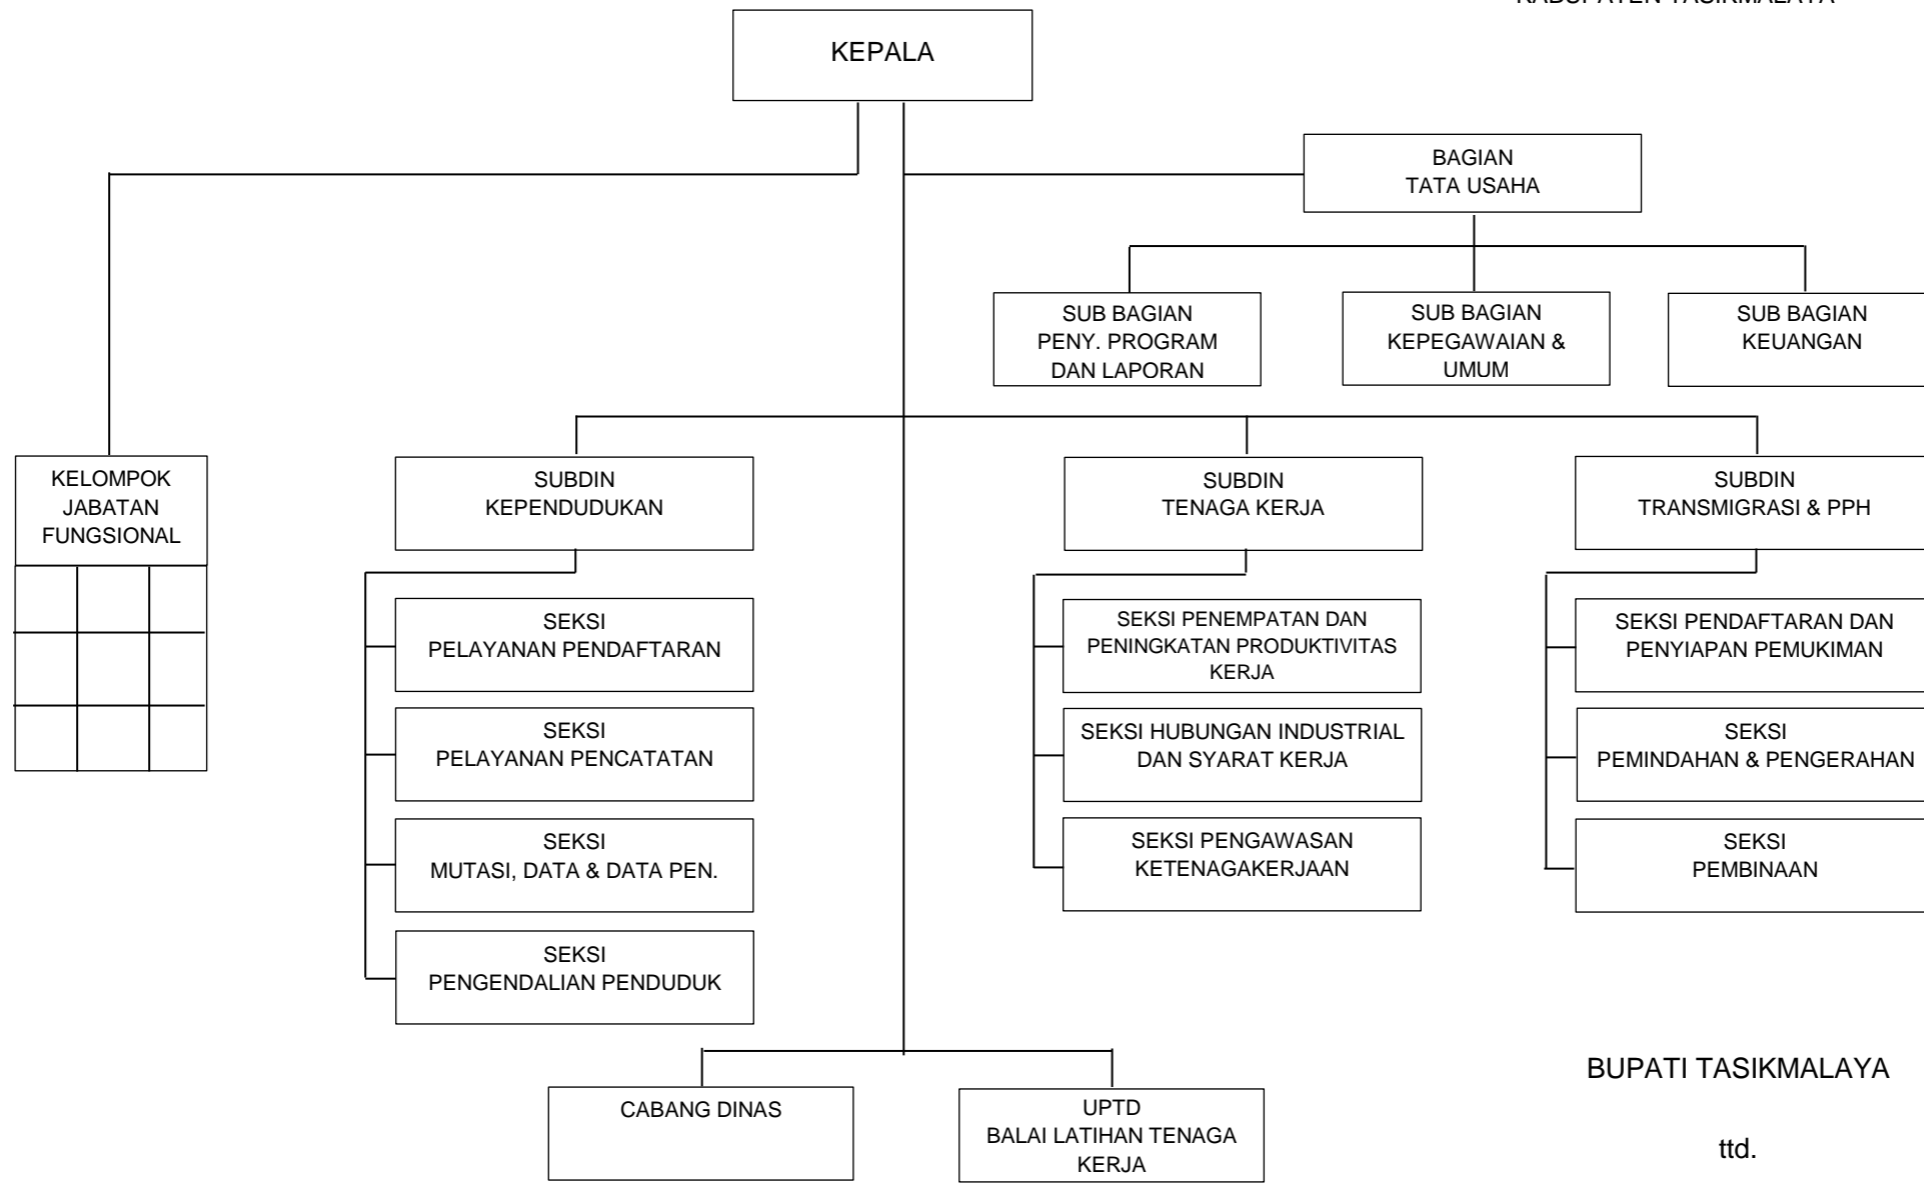 KABUPATEN TASIKMALAYA
KEPALA
BAGIAN
TATA USAHA
SUB BAGIAN
PENY. PROGRAM
DAN LAPORAN
SUB BAGIAN
KEPEGAWAIAN &
UMUM
SUB BAGIAN
KEUANGAN
KELOMPOK
JABATAN
FUNGSIONAL
SUBDIN
KEPENDUDUKAN
SUBDIN
TENAGA KERJA
SUBDIN
TRANSMIGRASI & PPH
SEKSI
PELAYANAN PENDAFTARAN
SEKSI PENEMPATAN DAN
PENINGKATAN PRODUKTIVITAS
KERJA
SEKSI PENDAFTARAN DAN
PENYIAPAN PEMUKIMAN
SEKSI
PELAYANAN PENCATATAN
SEKSI HUBUNGAN INDUSTRIAL
DAN SYARAT KERJA
SEKSI
PEMINDAHAN & PENGERAHAN
SEKSI
MUTASI, DATA & DATA PEN.
SEKSI PENGAWASAN
KETENAGAKERJAAN
SEKSI
PEMBINAAN
SEKSI
PENGENDALIAN PENDUDUK
CABANG DINAS
UPTD
BALAI LATIHAN TENAGA
KERJA
BUPATI TASIKMALAYA
ttd.